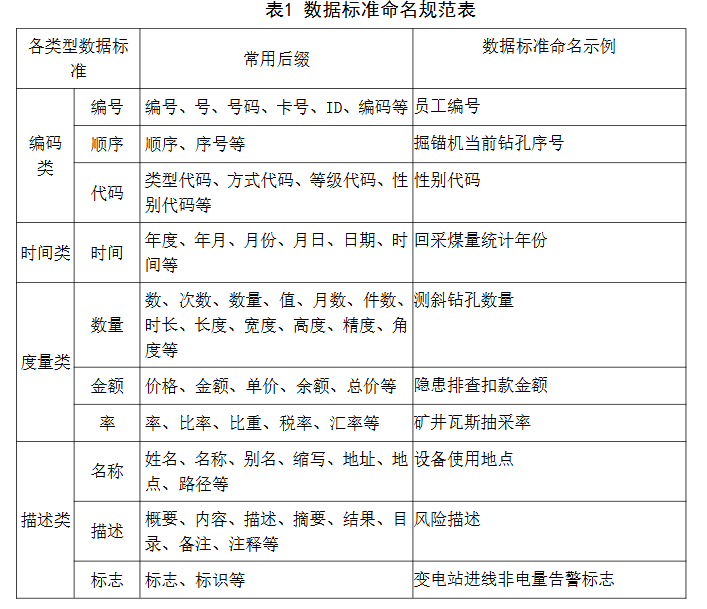 表1 数据标准命名规范表
各类型数据标
准
常用后缀
数据标准命名示例
编码
类
编号
编号、号、号码、卡号、ID、编码等
员工编号
顺序
顺序、序号等
掘锚机当前钻孔序号
代码
类型代码、方式代码、等级代码、性
别代码等
性别代码
时间类
时间
年度、年月、月份、月日、日期、时
间等
回采煤量统计年份
度量类
数量
数、次数、数量、值、月数、件数、
时长、长度、宽度、高度、精度、角
度等
测斜钻孔数量
金额
价格、金额、单价、余额、总价等
隐患排查扣款金额
率
率、比率、比重、税率、汇率等
矿井瓦斯抽采率
描述类
名称
姓名、名称、别名、缩写、地址、地
点、路径等
设备使用地点
描述
概要、内容、描述、摘要、结果、目
录、备注、注释等
风险描述
标志
标志、标识等
变电站进线非电量告警标志